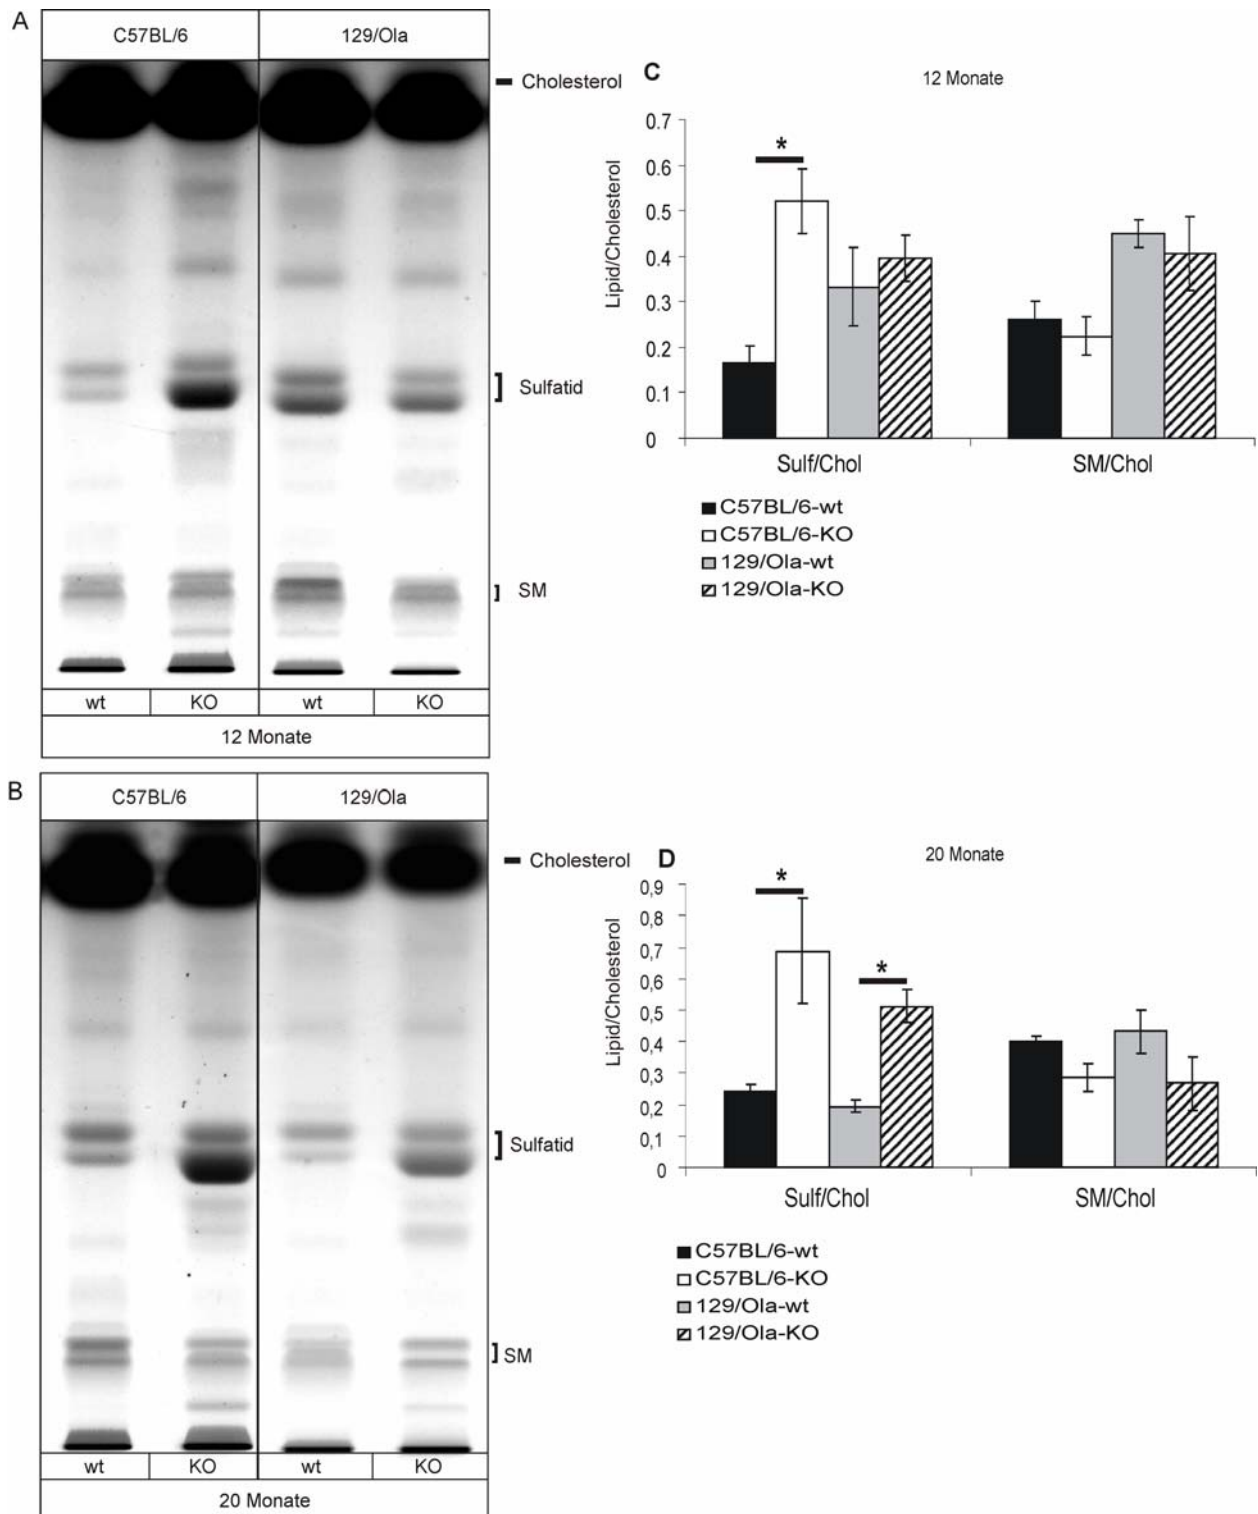 A
C57BL/6 129/Ola
Cholesterol
Sulfatid
SM
wt KO wt KO
12 Monate
B
C57BL/6 129/Ola
Cholesterol
Sulfatid
SM
wt KO wt KO
20 Monate
C 12 Monate
Lipid/Cholesterol
0.7
0.6
0.5
0.4
0.3
0.2
0.1
0
*
Sulf/Chol SM/Chol
C57BL/6-wt
C57BL/6-KO
129/Ola-wt
129/Ola-KO
D 20 Monate
Lipid/Cholesterol
0,9
0,8
0,7
0,6
0,5
0,4
0,3
0,2
0,1
0
* *
Sulf/Chol SM/Chol
C57BL/6-wt
C57BL/6-KO
129/Ola-wt
129/Ola-KO